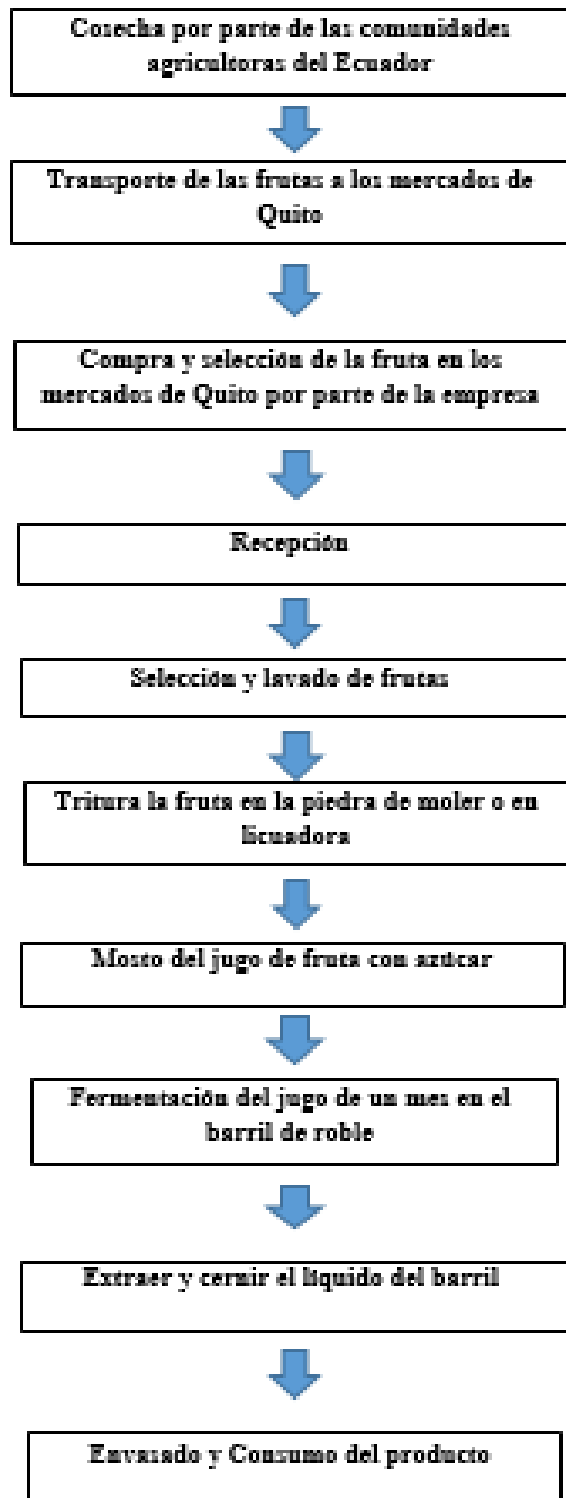 Cosecha por parte de las comunidades
agricultoras del Ecuador
Transporte de las frutas a los mercados de
Quito
Compra y selección de la fruta en los
mercados de Quito por parte de la empresa
Recepción
Selección y lavado de frutas
Tritura la fruta en la piedra de moler o en
licuadora
Mosto del jugo de fruta con azúcar
Fermentación del jugo de un mes en el
barril de roble
Extraer y cernir el líquido del barril
Envasado y Consumo del producto